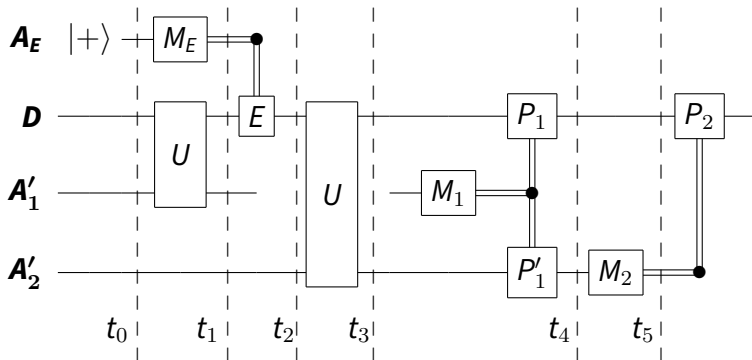 A_E |+⟩ M_E
D U E U P_1 P_2
A'_1 M_1
A'_2 P'_1 M_2
t_0 t_1 t_2 t_3 t_4 t_5